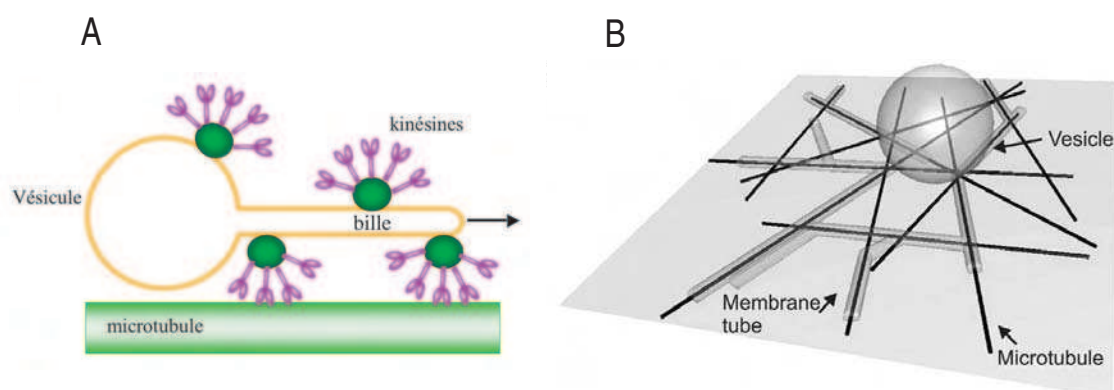 A
B
kinésines
Vésicule
bille
microtubule
Vesicle
Membrane
tube
Microtubule